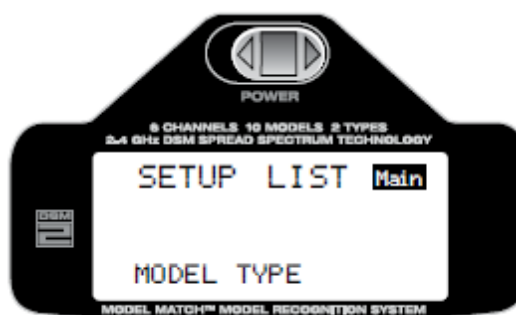 POWER
6 CHANNELS 10 MODELS 2 TYPES
2.4 GHz DSM SPREAD SPECTRUM TECHNOLOGY
SETUP LIST Main
DSM
2
MODEL TYPE
MODEL MATCH™ MODEL RECOGNITION SYSTEM